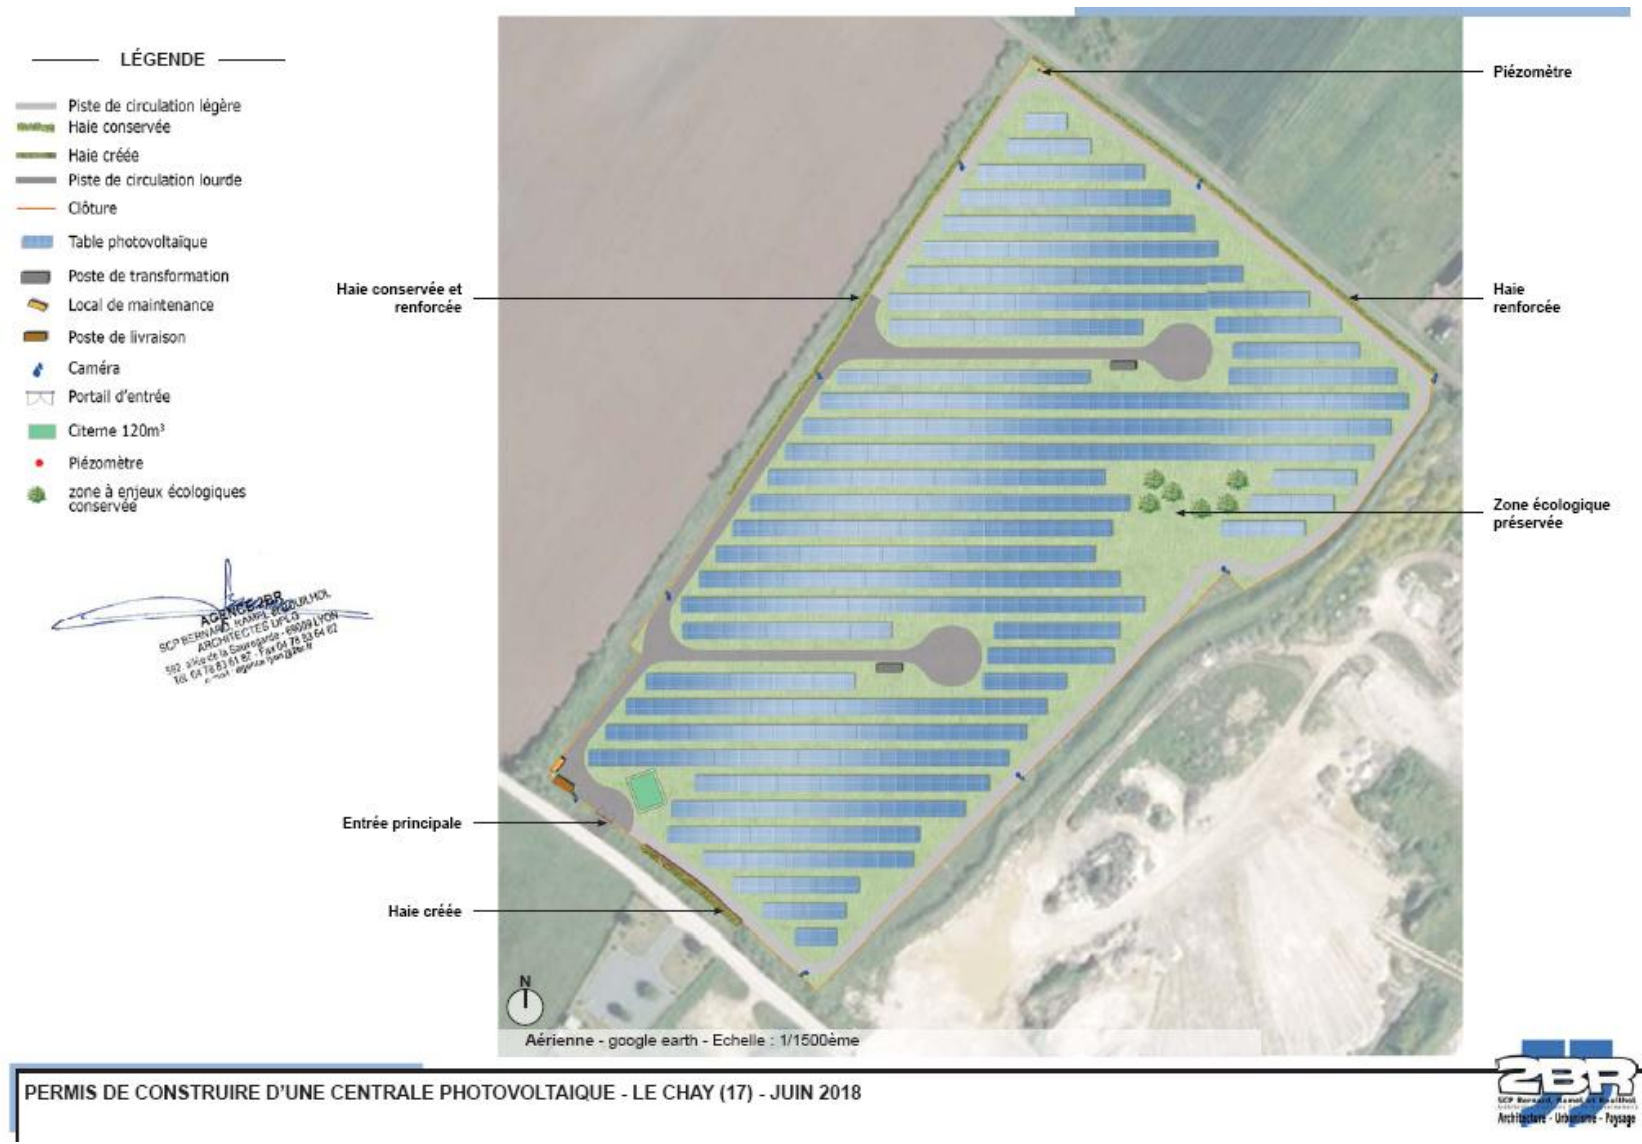 LÉGENDE
Piste de circulation légère
Haie conservée
Haie créée
Piste de circulation lourde
Clôture
Table photovoltaïque
Poste de transformation
Local de maintenance
Poste de livraison
Caméra
Portail d'entrée
Citerne 120m³
Piézomètre
zone à enjeux écologiques
conservée
AGENCE 2BR
ARCHITECTES DPLG
Piézomètre
Haie conservée et
renforcée
Haie
renforcée
Zone écologique
préservée
Entrée principale
Haie créée
N
Aérienne - google earth - Echelle : 1/1500ème
PERMIS DE CONSTRUIRE D'UNE CENTRALE PHOTOVOLTAIQUE - LE CHAY (17) - JUIN 2018
2BR
Architecture - Urbanisme - Paysage